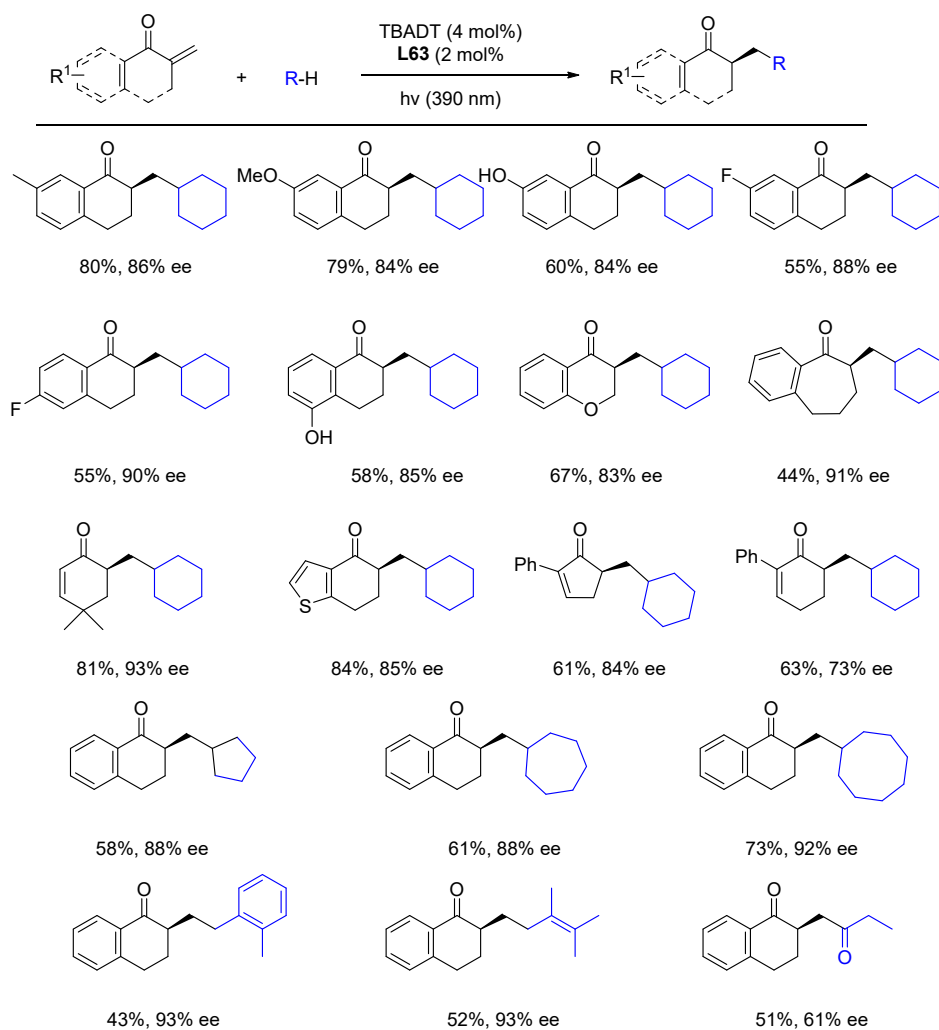 O
TBADT (4 mol%)
L63 (2 mol%
O
R¹
+
R-H
R¹
R
hv (390 nm)
O
O
O
O
MeO
HO
F
80%, 86% ee
79%, 84% ee
60%, 84% ee
55%, 88% ee
O
O
O
O
F
OH
O
55%, 90% ee
58%, 85% ee
67%, 83% ee
44%, 91% ee
O
O
O
O
Ph
Ph
S
81%, 93% ee
84%, 85% ee
61%, 84% ee
63%, 73% ee
O
O
O
58%, 88% ee
61%, 88% ee
73%, 92% ee
O
O
O
O
43%, 93% ee
52%, 93% ee
51%, 61% ee